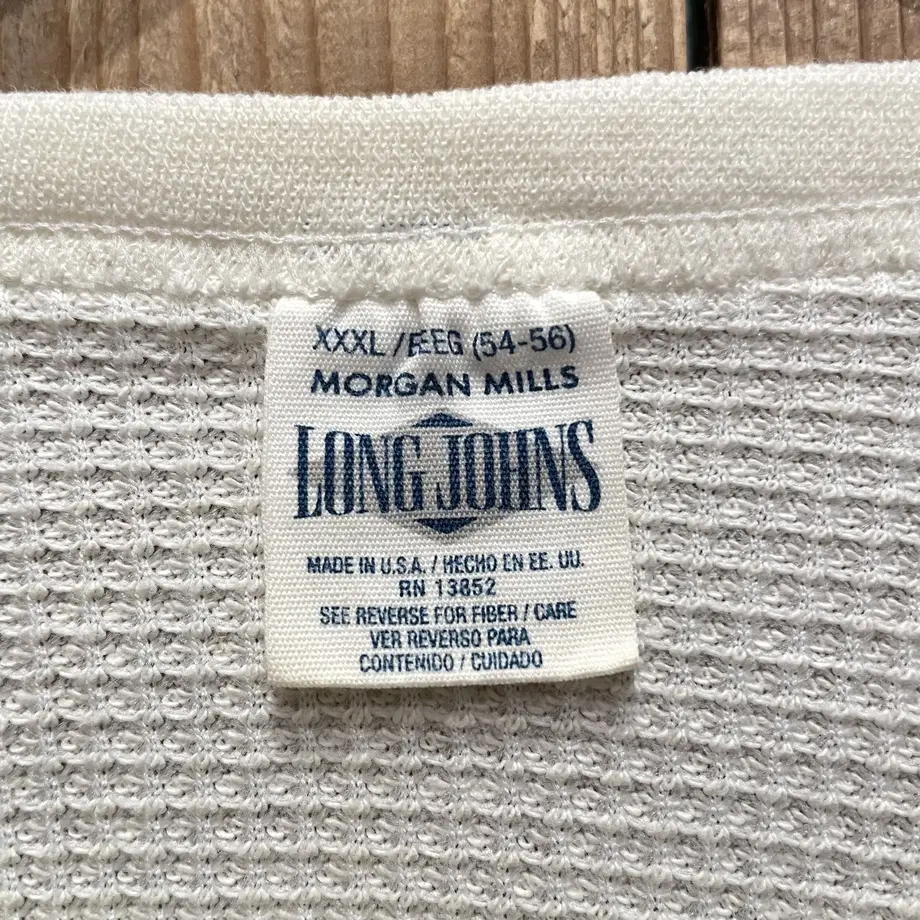 XXXL / EEEG (54-56)
MORGAN MILLS
LONG JOHNS
MADE IN U.S.A. / HECHO EN EE. UU.
RN 13852
SEE REVERSE FOR FIBER / CARE
VER REVERSO PARA
CONTENIDO / CUIDADO